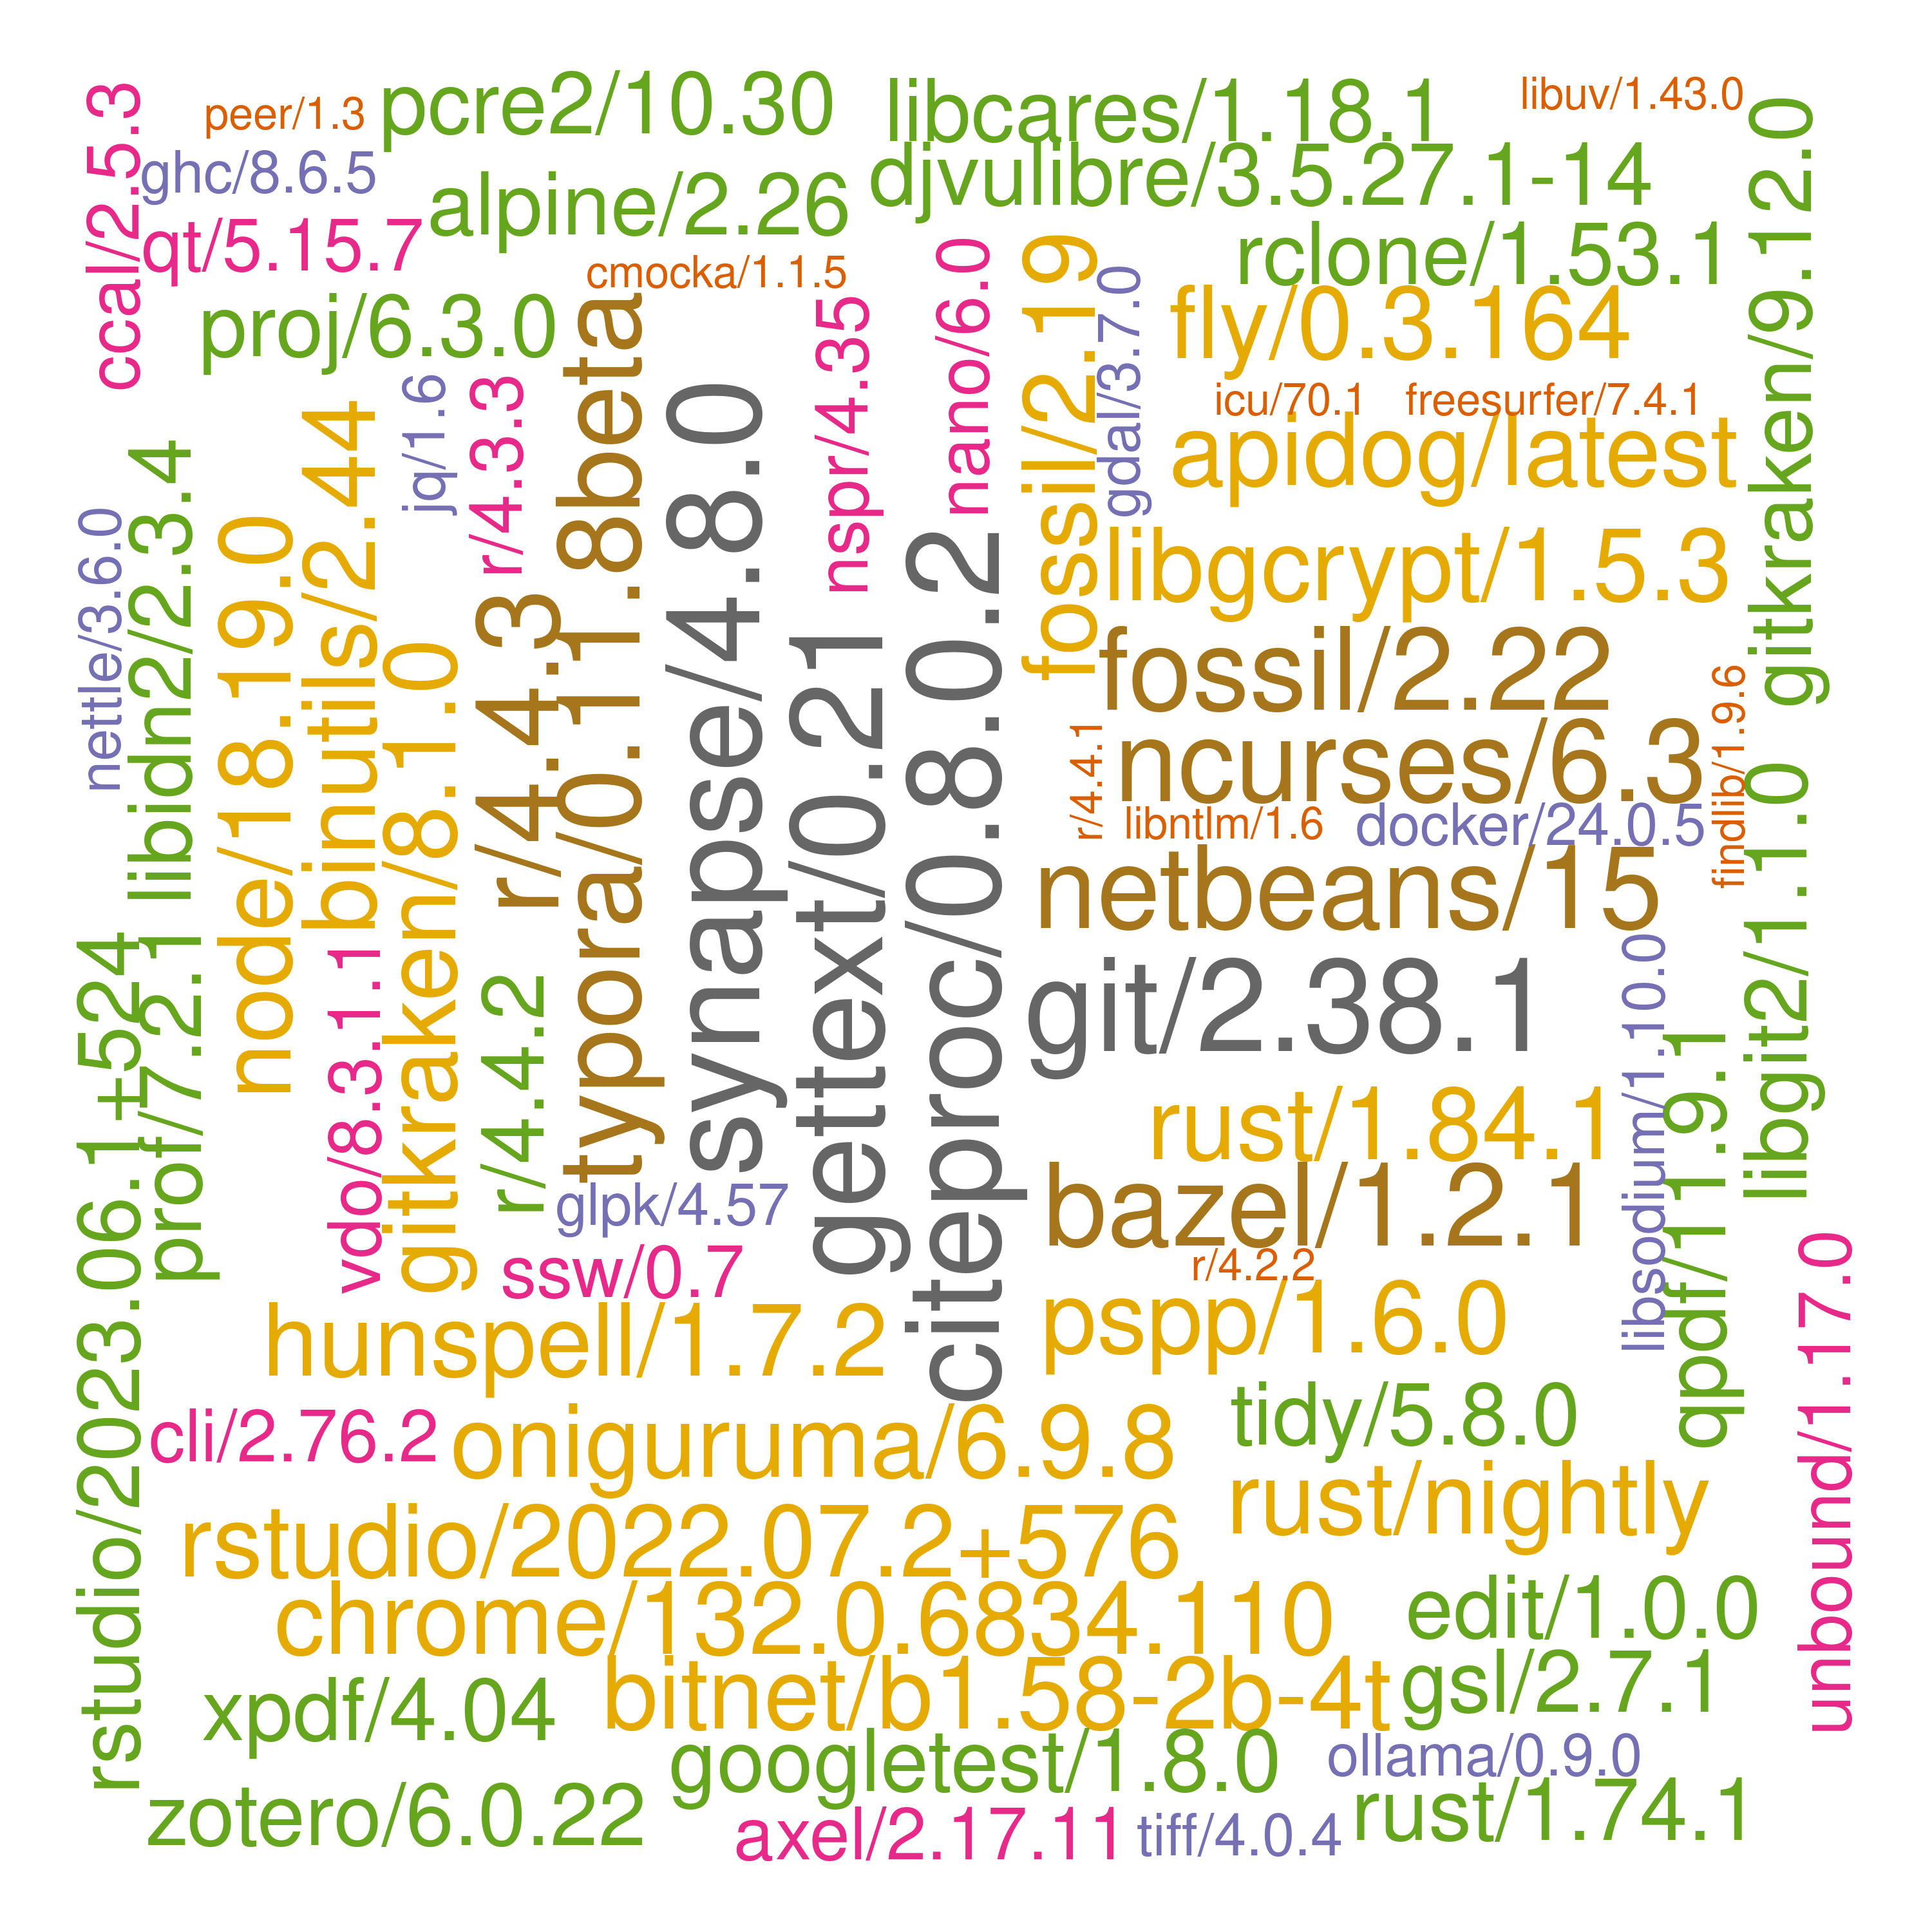 ccal/2.5.3
peer/1.3
pcre2/10.30
libcares/1.18.1
libuv/1.43.0
ghc/8.6.5
alpine/2.26
djvulibre/3.5.27.1-14
gitkraken/9.12.0
qt/5.15.7
cmocka/1.1.5
rclone/1.53.1
proj/6.3.0
nspr/4.35
nano/6.0
fossil/2.19
gdal/3.7.0
fly/0.3.164
icu/70.1
freesurfer/7.4.1
apidog/latest
jq/1.6
r/4.3.3
typora/0.11.8beta
synapse/4.8.0
libidn2/2.3.4
nettle/3.6.0
node/18.19.0
binutils/2.44
gitkraken/8.1.0
r/4.4.3
gettext/0.21
citeproc/0.8.0.2
libgcrypt/1.5.3
fossil/2.22
ncurses/6.3
r/4.4.1
libntlm/1.6
docker/24.0.5
findlib/1.9.6
netbeans/15
libgit2/1.1.0
git/2.38.1
rstudio/2023.06.1+524
prof/7.2.1
vdo/8.3.1.1
r/4.4.2
rust/1.84.1
libsodium/1.10.0
qpdf/11.9.1
glpk/4.57
bazel/1.2.1
ssw/0.7
r/4.2.2
hunspell/1.7.2
pspp/1.6.0
unbound/1.17.0
cli/2.76.2
oniguruma/6.9.8
tidy/5.8.0
rust/nightly
rstudio/2022.07.2+576
chrome/132.0.6834.110
edit/1.0.0
xpdf/4.04
bitnet/b1.58-2b-4t
gsl/2.7.1
googletest/1.8.0
ollama/0.9.0
zotero/6.0.22
axel/2.17.11
tiff/4.0.4
rust/1.74.1